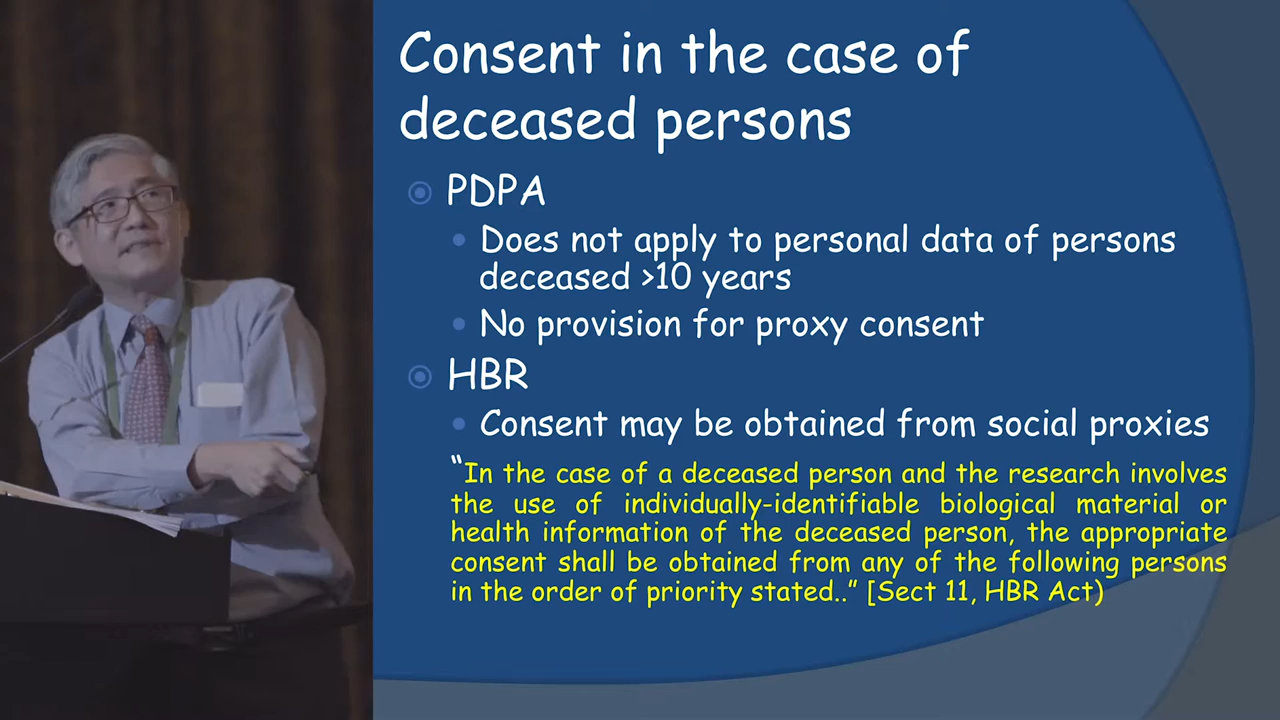 Consent in the case of
deceased persons
PDPA
Does not apply to personal data of persons
deceased >10 years
No provision for proxy consent
HBR
Consent may be obtained from social proxies
“In the case of a deceased person and the research involves
the use of individually-identifiable biological material or
health information of the deceased person, the appropriate
consent shall be obtained from any of the following persons
in the order of priority stated..” [Sect 11, HBR Act)